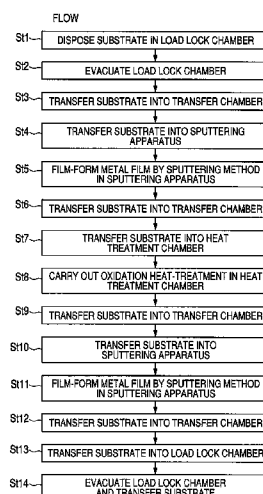 FLOW
St1 DISPOSE SUBSTRATE IN LOAD LOCK CHAMBER
St2 EVACUATE LOAD LOCK CHAMBER
St3 TRANSFER SUBSTRATE INTO TRANSFER CHAMBER
St4 TRANSFER SUBSTRATE INTO SPUTTERING
APPARATUS
St5 FILM-FORM METAL FILM BY SPUTTERING METHOD
IN SPUTTERING APPARATUS
St6 TRANSFER SUBSTRATE INTO TRANSFER CHAMBER
St7 TRANSFER SUBSTRATE INTO HEAT
TREATMENT CHAMBER
St8 CARRY OUT OXIDATION HEAT-TREATMENT IN HEAT
TREATMENT CHAMBER
St9 TRANSFER SUBSTRATE INTO TRANSFER CHAMBER
St10 TRANSFER SUBSTRATE INTO
SPUTTERING APPARATUS
St11 FILM-FORM METAL FILM BY SPUTTERING METHOD
IN SPUTTERING APPARATUS
St12 TRANSFER SUBSTRATE INTO TRANSFER CHAMBER
St13 TRANSFER SUBSTRATE INTO LOAD LOCK CHAMBER
St14 EVACUATE LOAD LOCK CHAMBER
AND TRANSFER SUBSTRATE